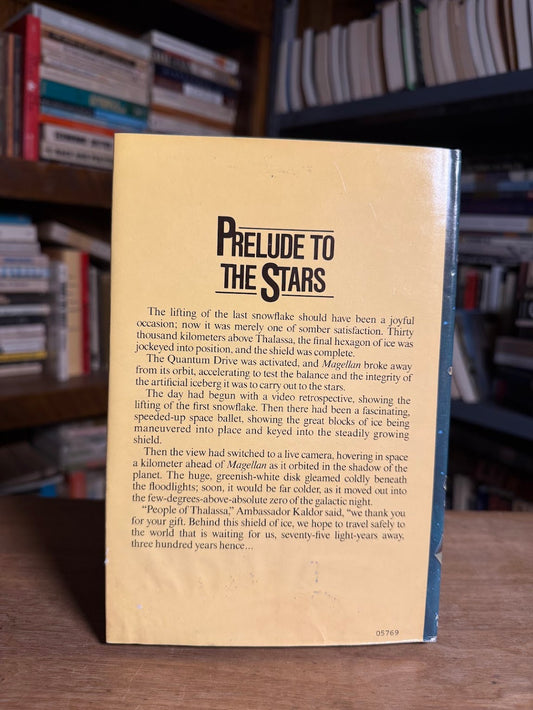 PRELUDE TO
THE STARS
The lifting of the last snowflake should have been a joyful
occasion; now it was merely one of somber satisfaction. Thirty
thousand kilometers above Thalassa, the final hexagon of ice was
jockeyed into position, and the shield was complete.
The Quantum Drive was activated, and Magellan broke away
from its orbit, accelerating to test the balance and the integrity of
the artificial iceberg it was to carry out to the stars.
The day had begun with a video retrospective, showing the
lifting of the first snowflake. Then there had been a fascinating,
speeded-up space ballet, showing the great blocks of ice being
maneuvered into place and keyed into the steadily growing
shield.
Then the view had switched to a live camera, hovering in space
a kilometer ahead of Magellan as it orbited in the shadow of the
planet. The huge, greenish-white disk gleamed coldly beneath
the floodlights; soon, it would be far colder, as it moved out into
the few-degrees-above-absolute zero of the galactic night.
“People of Thalassa,” Ambassador Kaldor said, “we thank you
for your gift. Behind this shield of ice, we hope to travel safely to
the world that is waiting for us, seventy-five light-years away,
three hundred years hence...
05769